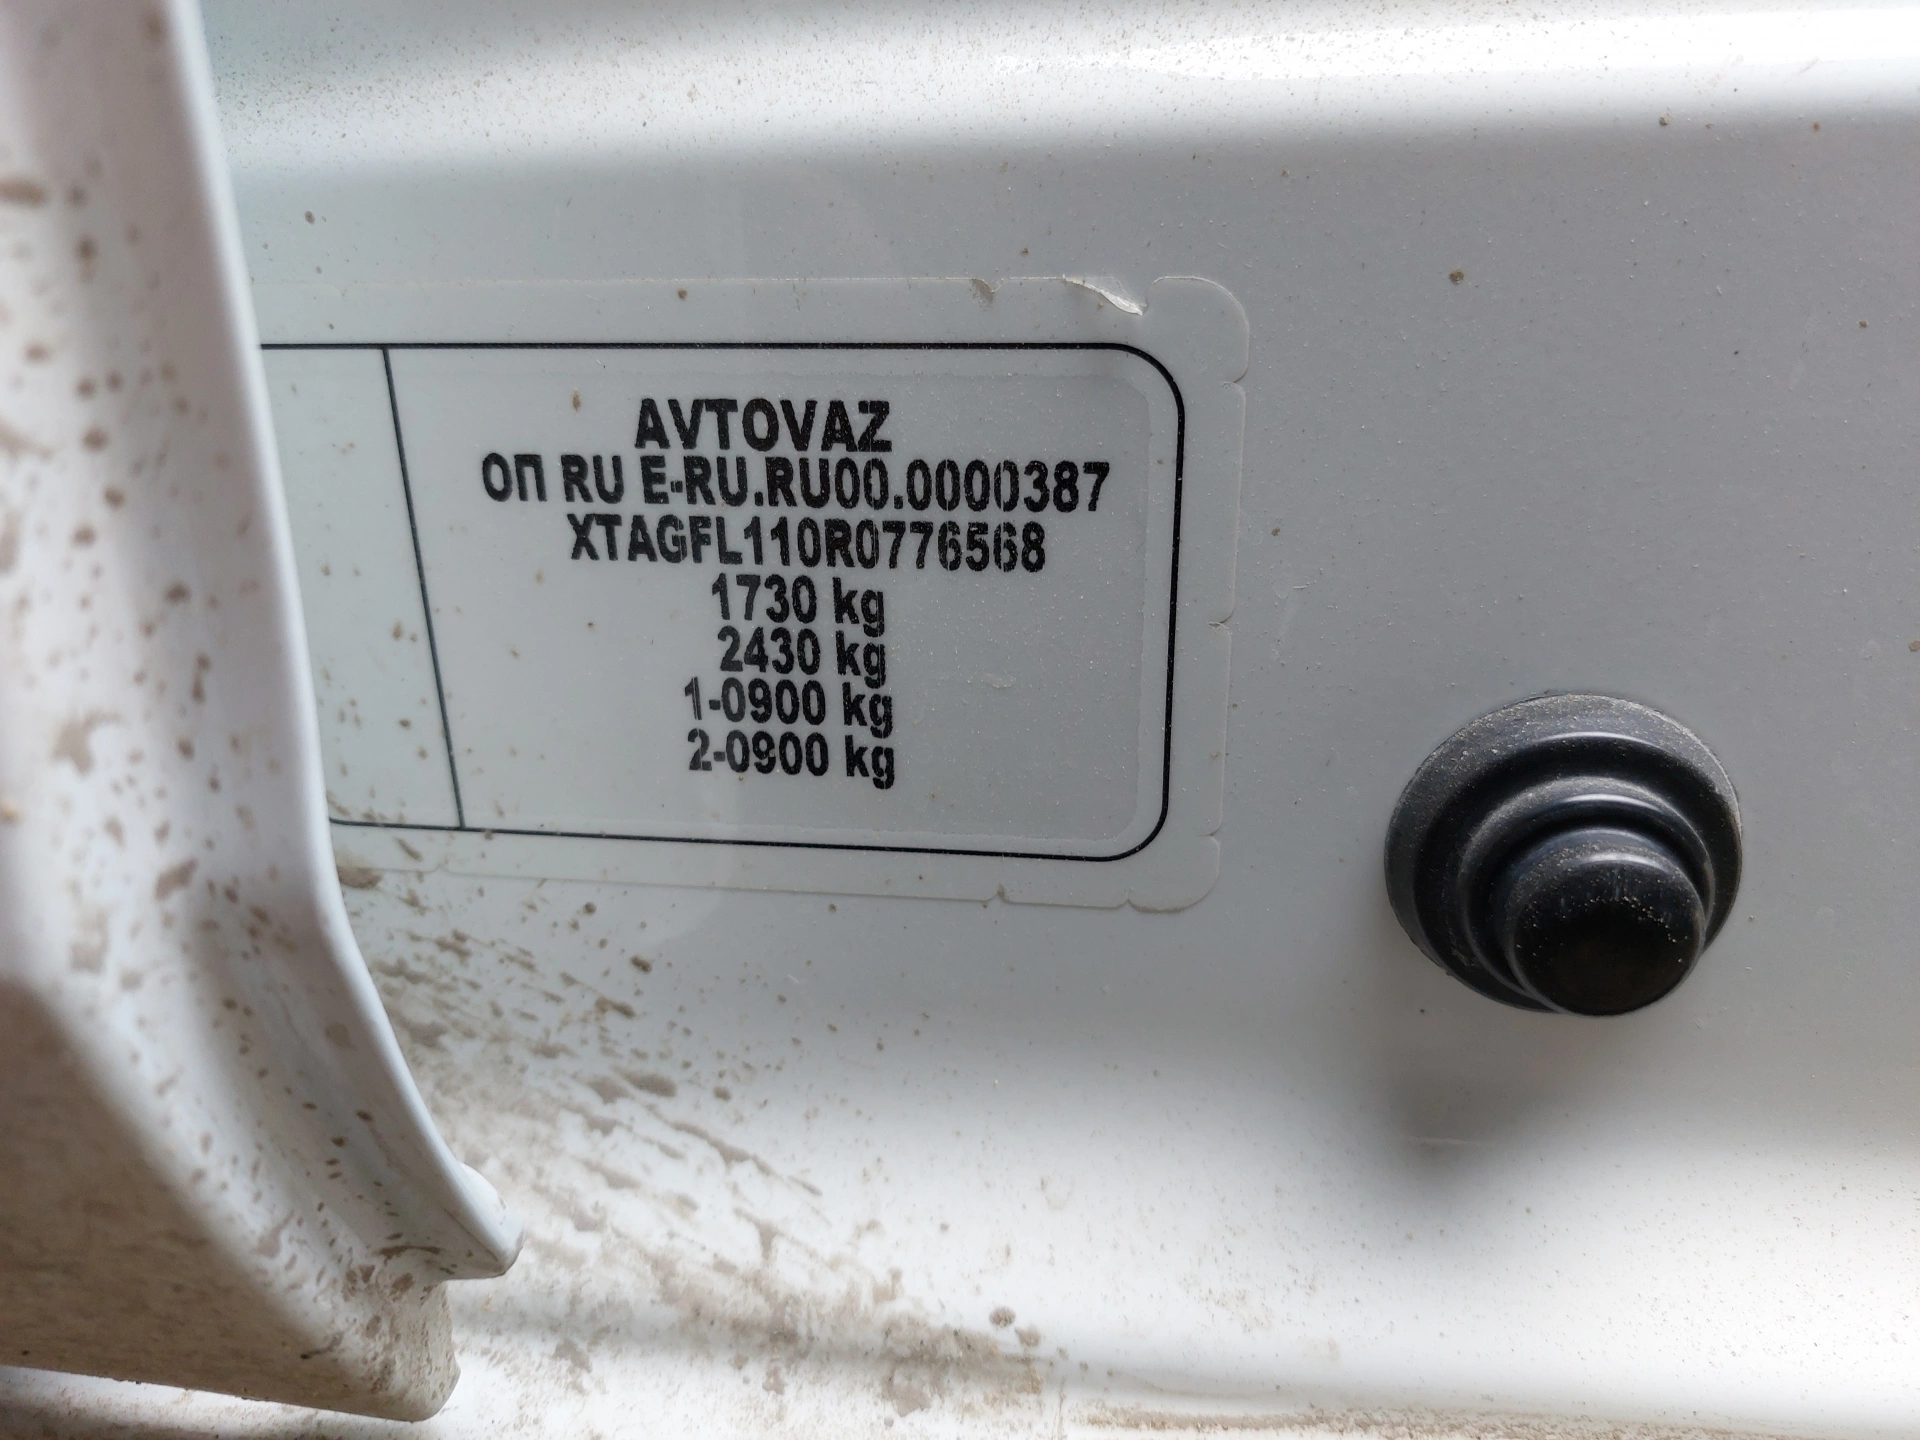 AVTOVAZ
ОП RU E-RU.RU00.0000387
XTAGFL110R0776568
1730 kg
2430 kg
1-0900 kg
2-0900 kg